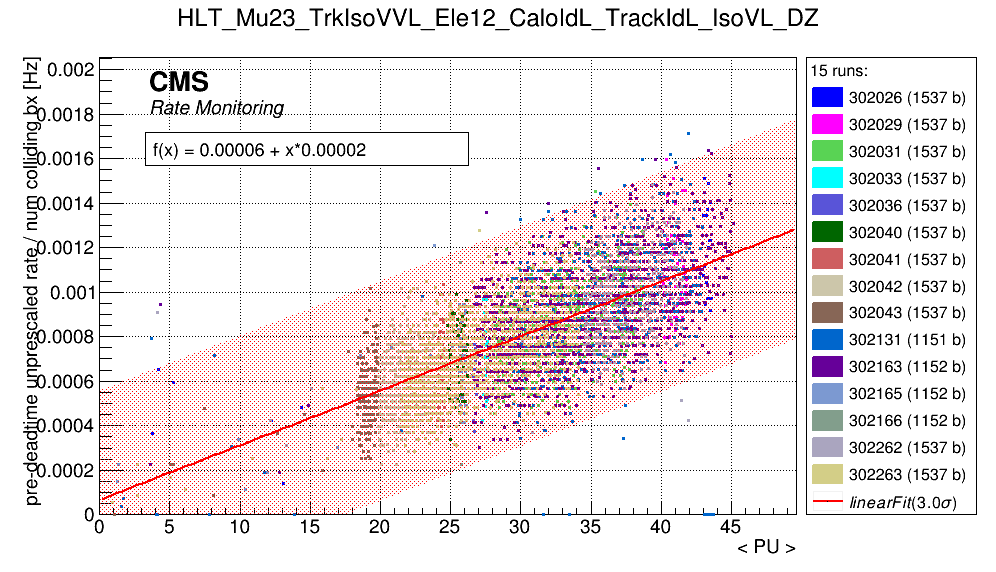 HLT_Mu23_TrkIsoVVL_Ele12_CaloIdL_TrackIdL_IsoVL_DZ
pre-deadtime unprescaled rate / num colliding bx [Hz]
CMS
Rate Monitoring
f(x) = 0.00006 + x*0.00002
0.002
0.0018
0.0016
0.0014
0.0012
0.001
0.0008
0.0006
0.0004
0.0002
0
0 5 10 15 20 25 30 35 40 45
< PU >
15 runs:
302026 (1537 b)
302029 (1537 b)
302031 (1537 b)
302033 (1537 b)
302036 (1537 b)
302040 (1537 b)
302041 (1537 b)
302042 (1537 b)
302043 (1537 b)
302131 (1151 b)
302163 (1152 b)
302165 (1152 b)
302166 (1152 b)
302262 (1537 b)
302263 (1537 b)
linearFit(3.0σ)